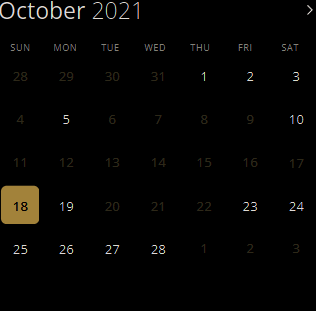 October 2021
SUN MON TUE WED THU FRI SAT
28 29 30 31 1 2 3
4 5 6 7 8 9 10
11 12 13 14 15 16 17
18 19 20 21 22 23 24
25 26 27 28 1 2 3